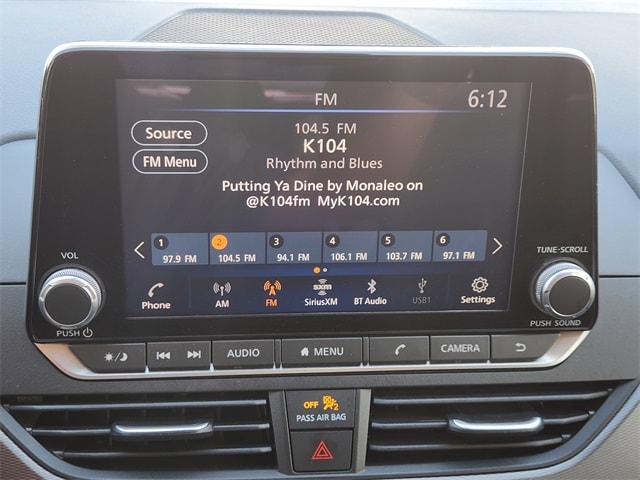 FM
6:12
Source
FM Menu
104.5 FM
K104
Rhythm and Blues
Putting Ya Dine by Monaleo on
@K104fm MyK104.com
1 2 3 4 5 6
97.9 FM 104.5 FM 94.1 FM 106.1 FM 103.7 FM 97.1 FM
VOL
TUNE·SCROLL
Phone
AM
FM
sxm
SiriusXM
BT Audio
USB1
Settings
PUSH
PUSH SOUND
AUDIO
MENU
CAMERA
OFF 2
PASS AIR BAG